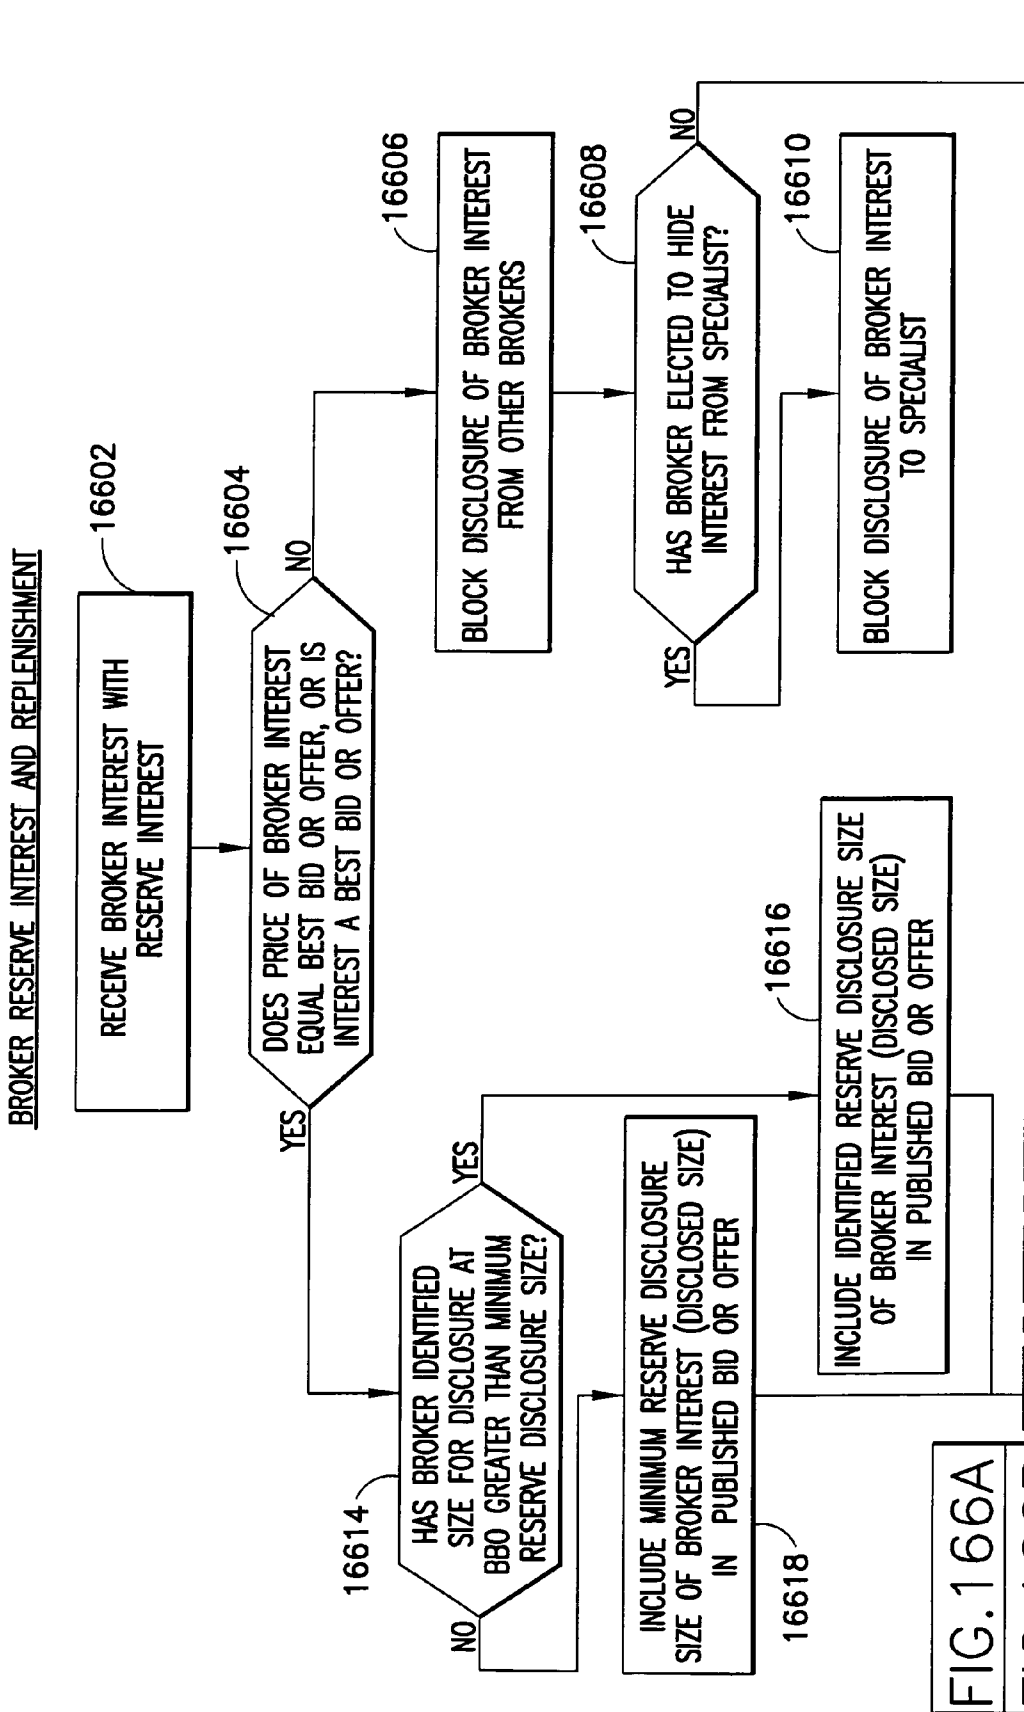 BROKER RESERVE INTEREST AND REPLENISHMENT
16602
RECEIVE BROKER INTEREST WITH
RESERVE INTEREST
16604
DOES PRICE OF BROKER INTEREST
EQUAL BEST BID OR OFFER, OR IS
INTEREST A BEST BID OR OFFER?
YES
NO
16614
HAS BROKER IDENTIFIED
SIZE FOR DISCLOSURE AT
BBO GREATER THAN MINIMUM
RESERVE DISCLOSURE SIZE?
NO
YES
16606
BLOCK DISCLOSURE OF BROKER INTEREST
FROM OTHER BROKERS
16608
HAS BROKER ELECTED TO HIDE
INTEREST FROM SPECIALIST?
YES
NO
INCLUDE MINIMUM RESERVE DISCLOSURE
SIZE OF BROKER INTEREST (DISCLOSED SIZE)
IN PUBLISHED BID OR OFFER
16618
16616
INCLUDE IDENTIFIED RESERVE DISCLOSURE SIZE
OF BROKER INTEREST (DISCLOSED SIZE)
IN PUBLISHED BID OR OFFER
16610
BLOCK DISCLOSURE OF BROKER INTEREST
TO SPECIALIST
FIG.166A